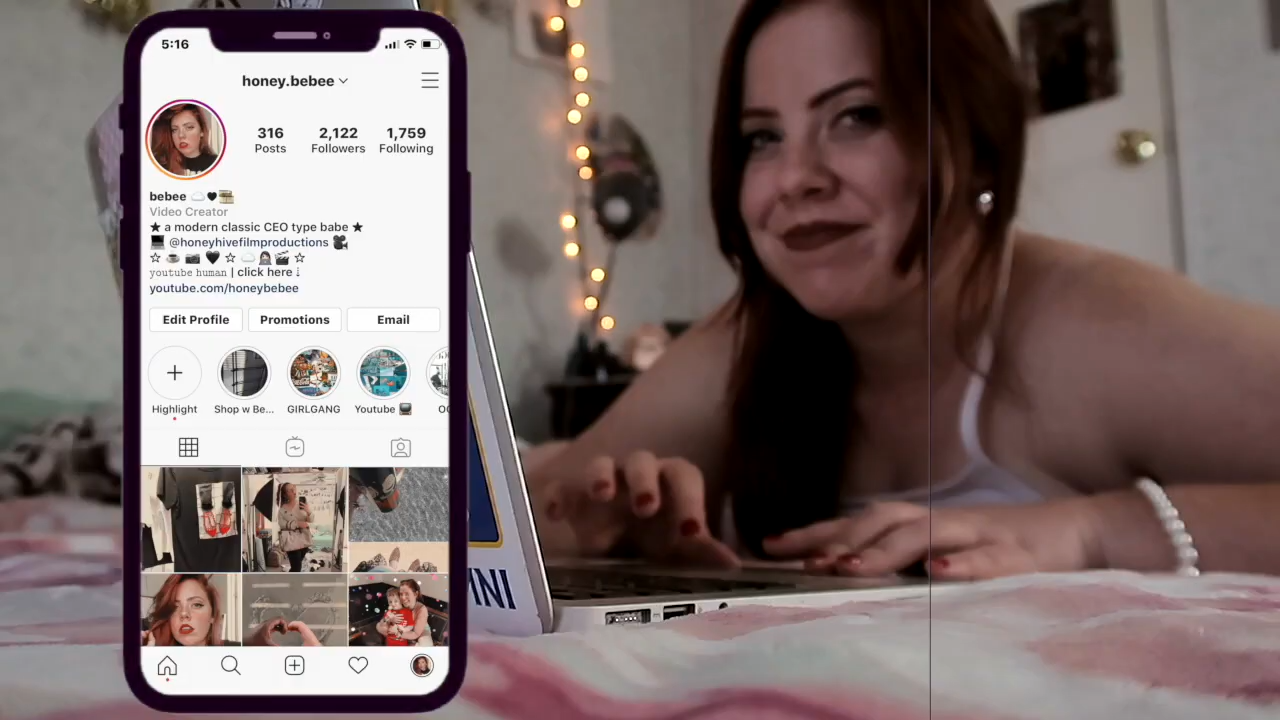 5:16
honey.bebee
316 2,122 1,759
Posts Followers Following
bebee
Video Creator
★ a modern classic CEO type babe ★
@honeyhivefilmproductions
youtube human | click here ↓
youtube.com/honeybebee
Edit Profile Promotions Email
Highlight Shop w Be... GIRLGANG Youtube